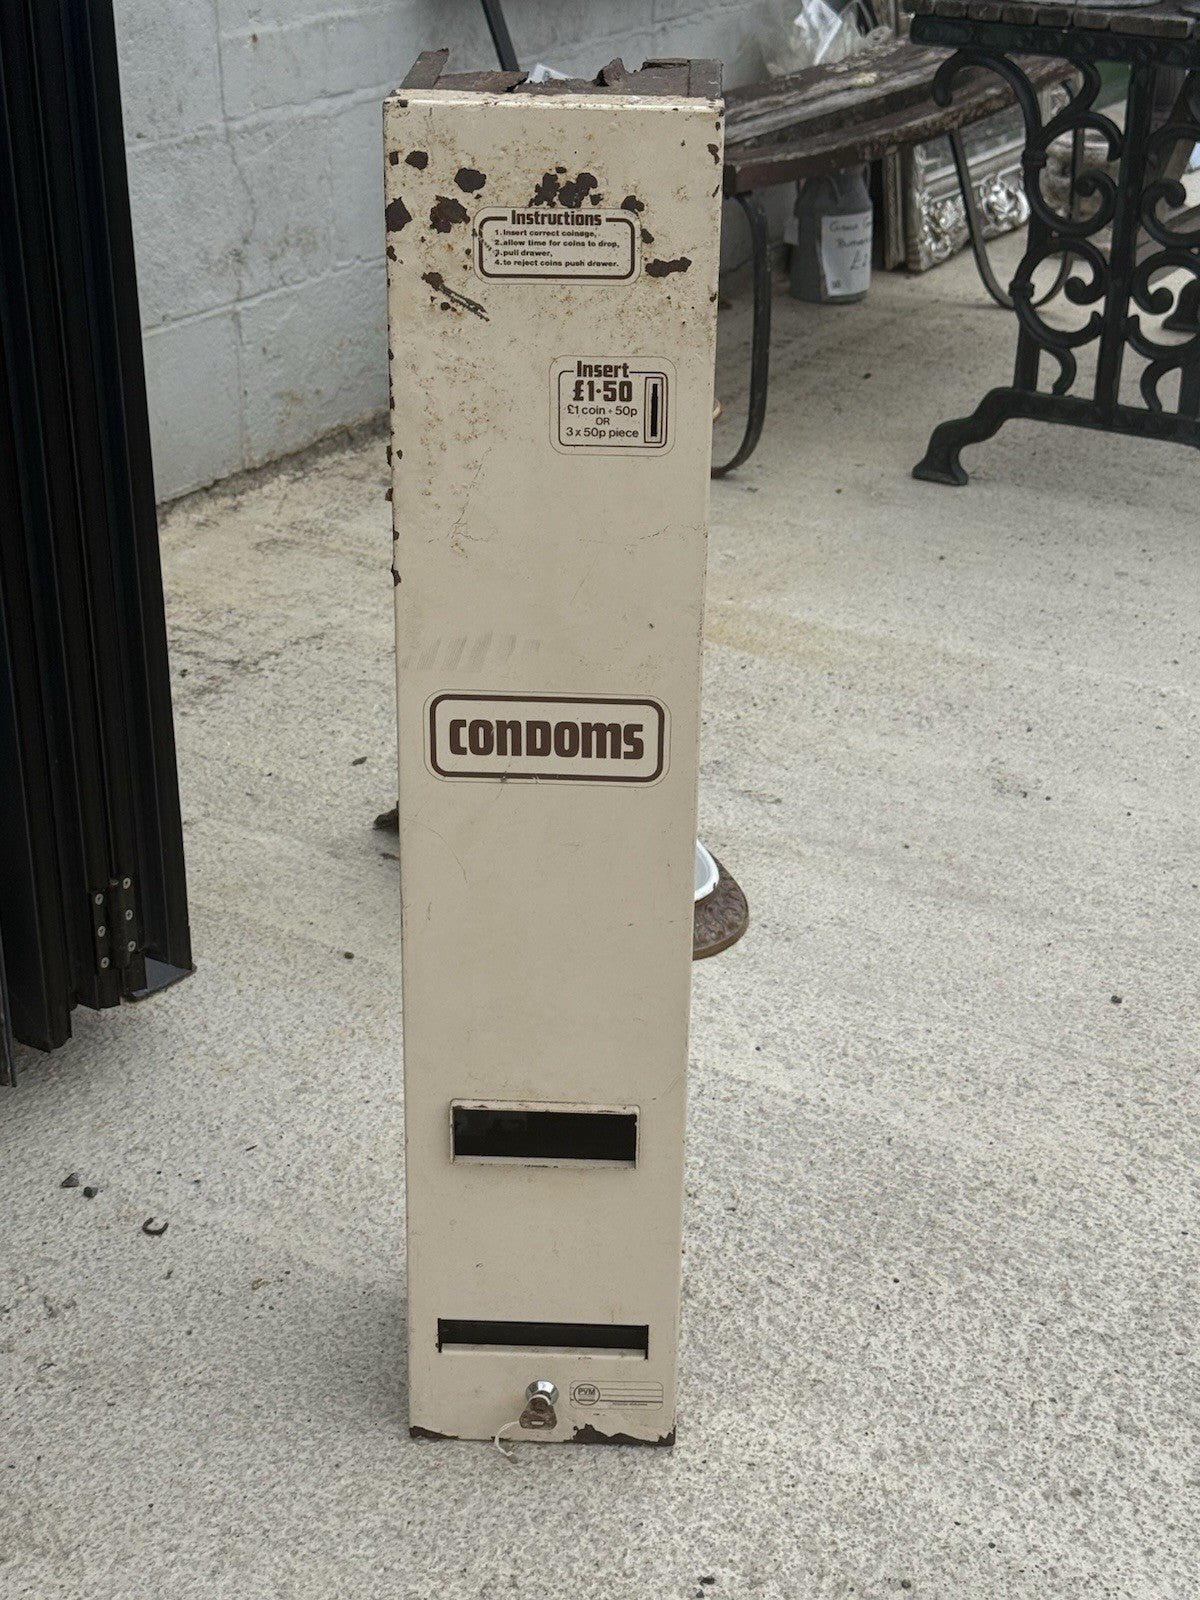 Instructions
1.Insert correct coinage,
2.allow time for coins to drop,
3.pull drawer,
4.to reject coins push drawer.
Insert
£1·50
£1 coin + 50p
OR
3 x 50p piece
CONDOMS
PVM